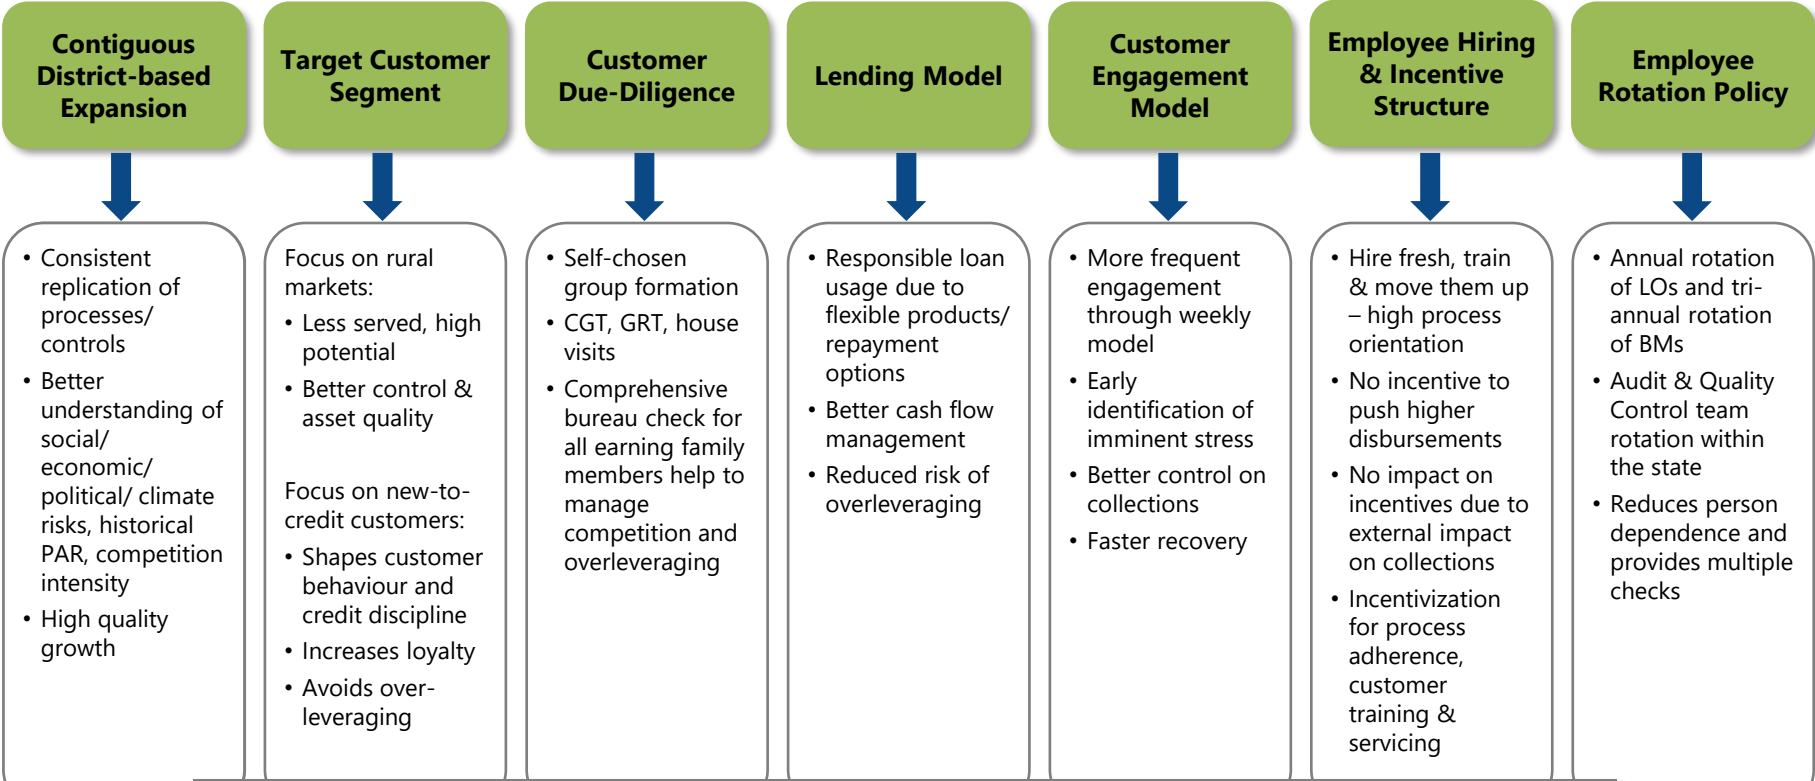 Contiguous
District-based
Expansion
Target Customer
Segment
Customer
Due-Diligence
Lending Model
Customer
Engagement
Model
Employee Hiring
& Incentive
Structure
Employee
Rotation Policy
• Consistent
replication of
processes/
controls
• Better
understanding of
social/
economic/
political/ climate
risks, historical
PAR, competition
intensity
• High quality
growth
Focus on rural
markets:
• Less served, high
potential
• Better control &
asset quality
Focus on new-to-
credit customers:
• Shapes customer
behaviour and
credit discipline
• Increases loyalty
• Avoids over-
leveraging
• Self-chosen
group formation
• CGT, GRT, house
visits
• Comprehensive
bureau check for
all earning family
members help to
manage
competition and
overleveraging
• Responsible loan
usage due to
flexible products/
repayment
options
• Better cash flow
management
• Reduced risk of
overleveraging
• More frequent
engagement
through weekly
model
• Early
identification of
imminent stress
• Better control on
collections
• Faster recovery
• Hire fresh, train
& move them up
– high process
orientation
• No incentive to
push higher
disbursements
• No impact on
incentives due to
external impact
on collections
• Incentivization
for process
adherence,
customer
training &
servicing
• Annual rotation
of LOs and tri-
annual rotation
of BMs
• Audit & Quality
Control team
rotation within
the state
• Reduces person
dependence and
provides multiple
checks